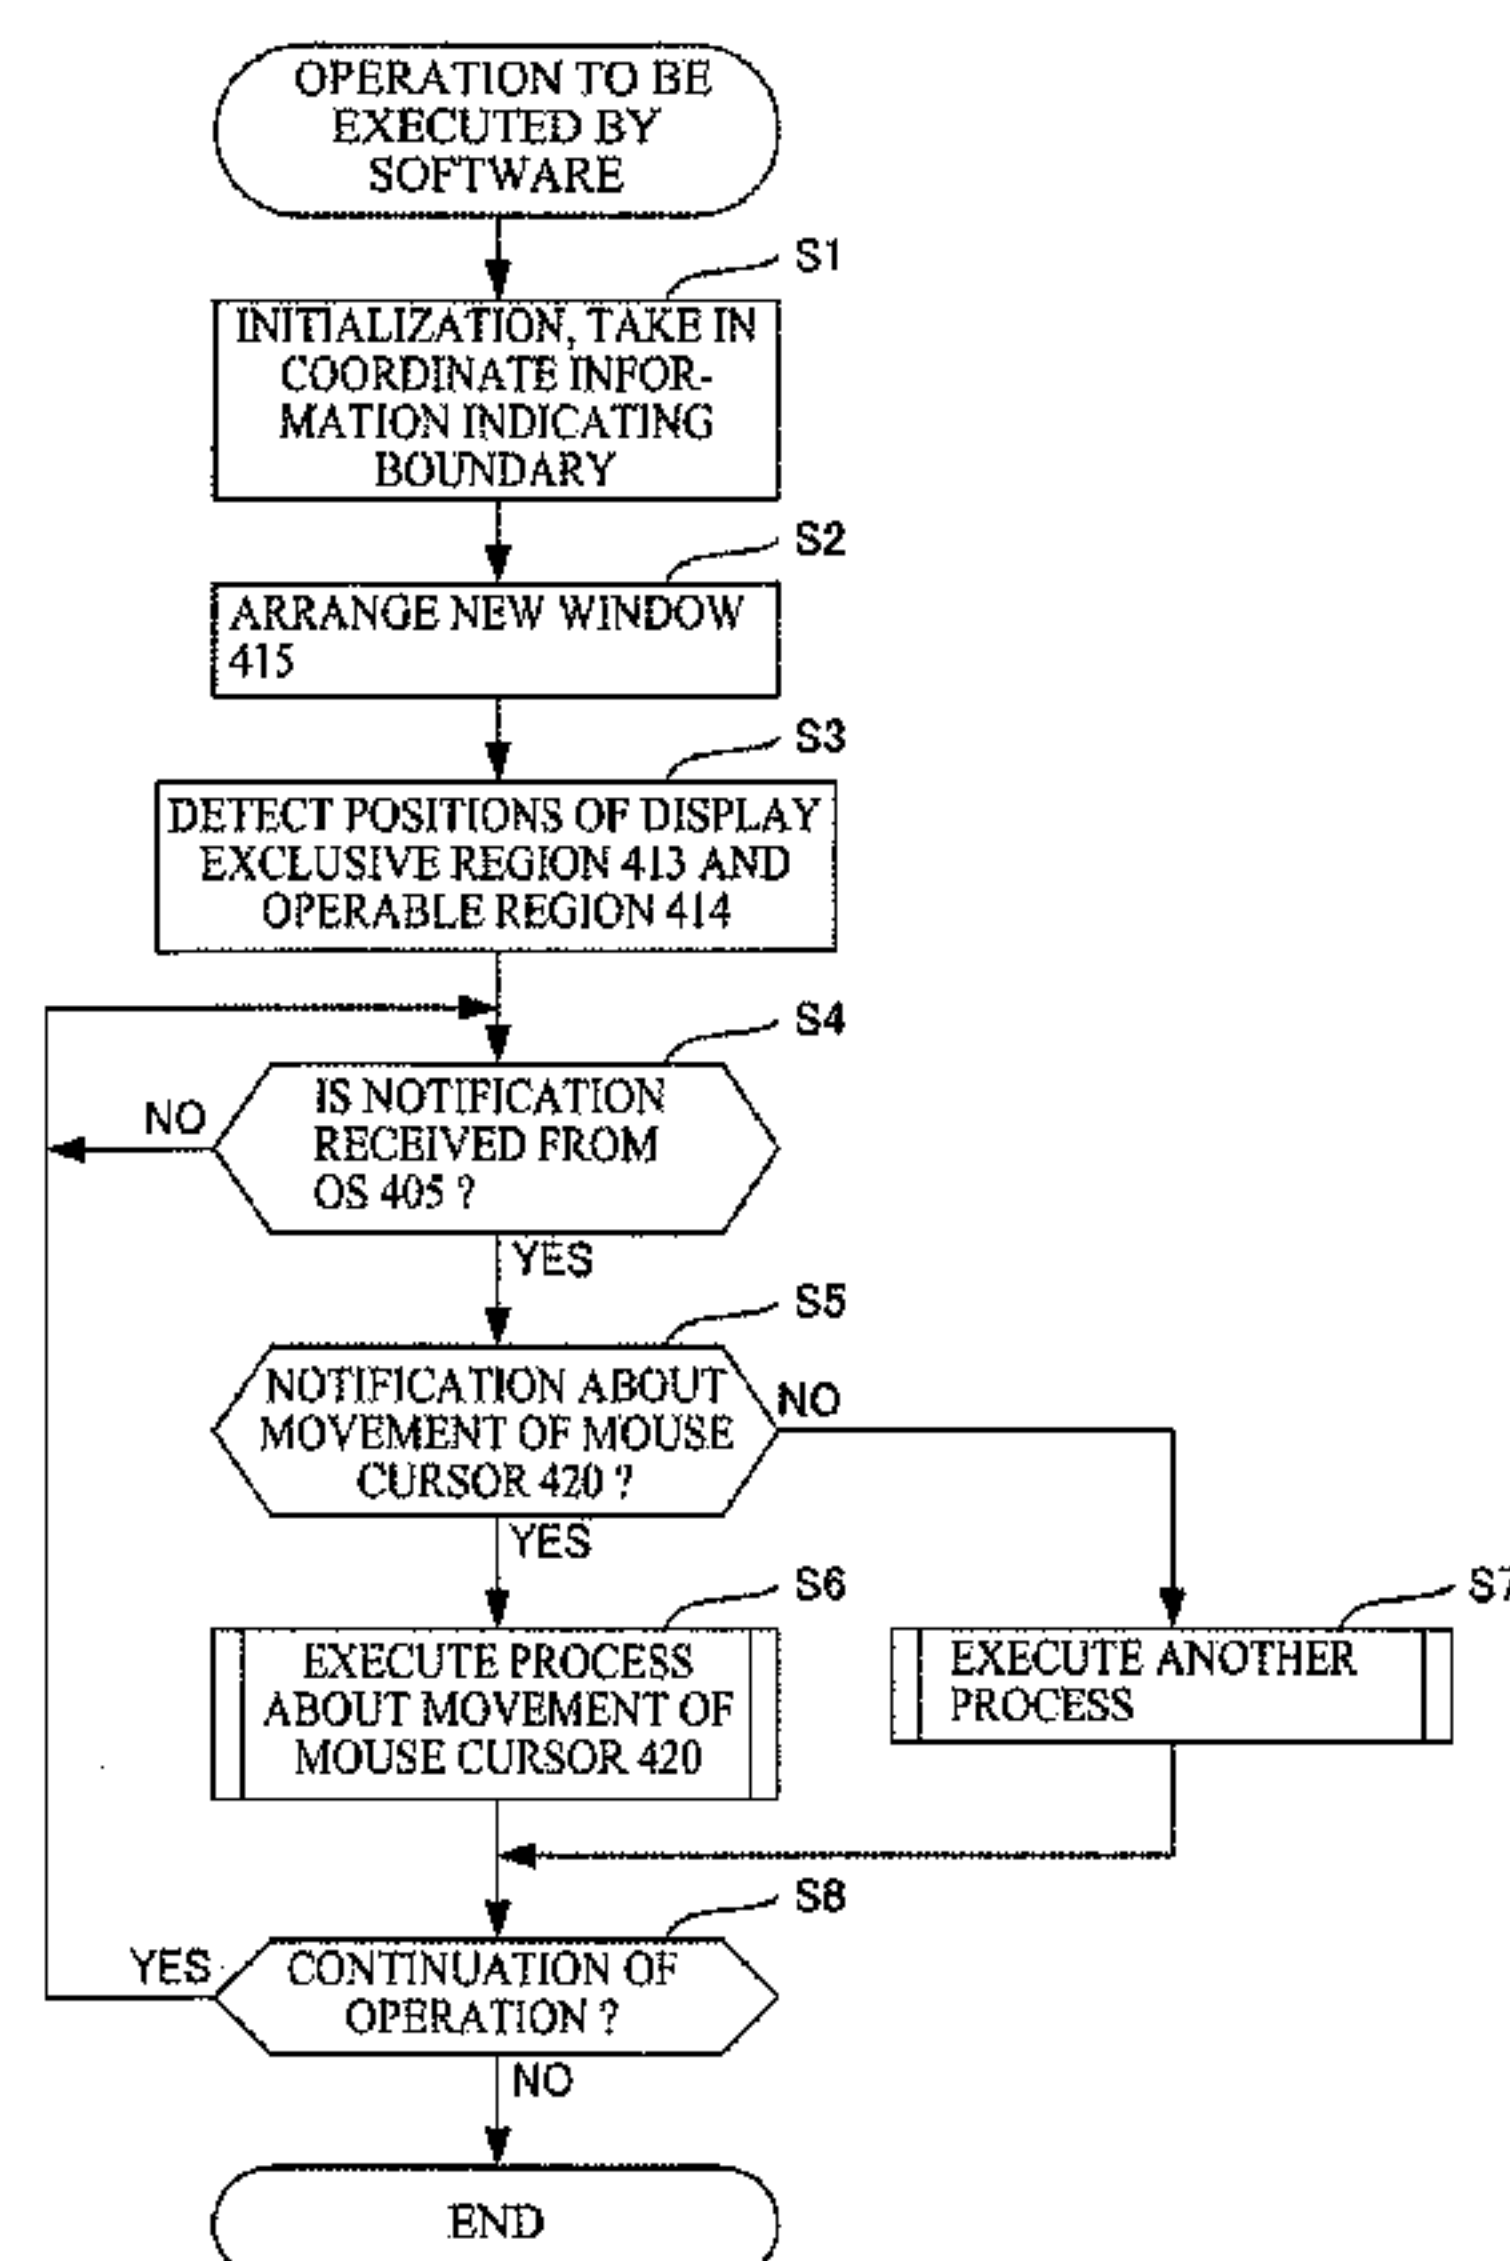 OPERATION TO BE
EXECUTED BY
SOFTWARE
S1
INITIALIZATION, TAKE IN
COORDINATE INFOR-
MATION INDICATING
BOUNDARY
S2
ARRANGE NEW WINDOW
415
S3
DETECT POSITIONS OF DISPLAY
EXCLUSIVE REGION 413 AND
OPERABLE REGION 414
S4
IS NOTIFICATION
RECEIVED FROM
OS 405 ?
NO
YES
S5
NOTIFICATION ABOUT
MOVEMENT OF MOUSE
CURSOR 420 ?
NO
YES
S6
EXECUTE PROCESS
ABOUT MOVEMENT OF
MOUSE CURSOR 420
S7
EXECUTE ANOTHER
PROCESS
S8
CONTINUATION OF
OPERATION ?
YES
NO
END